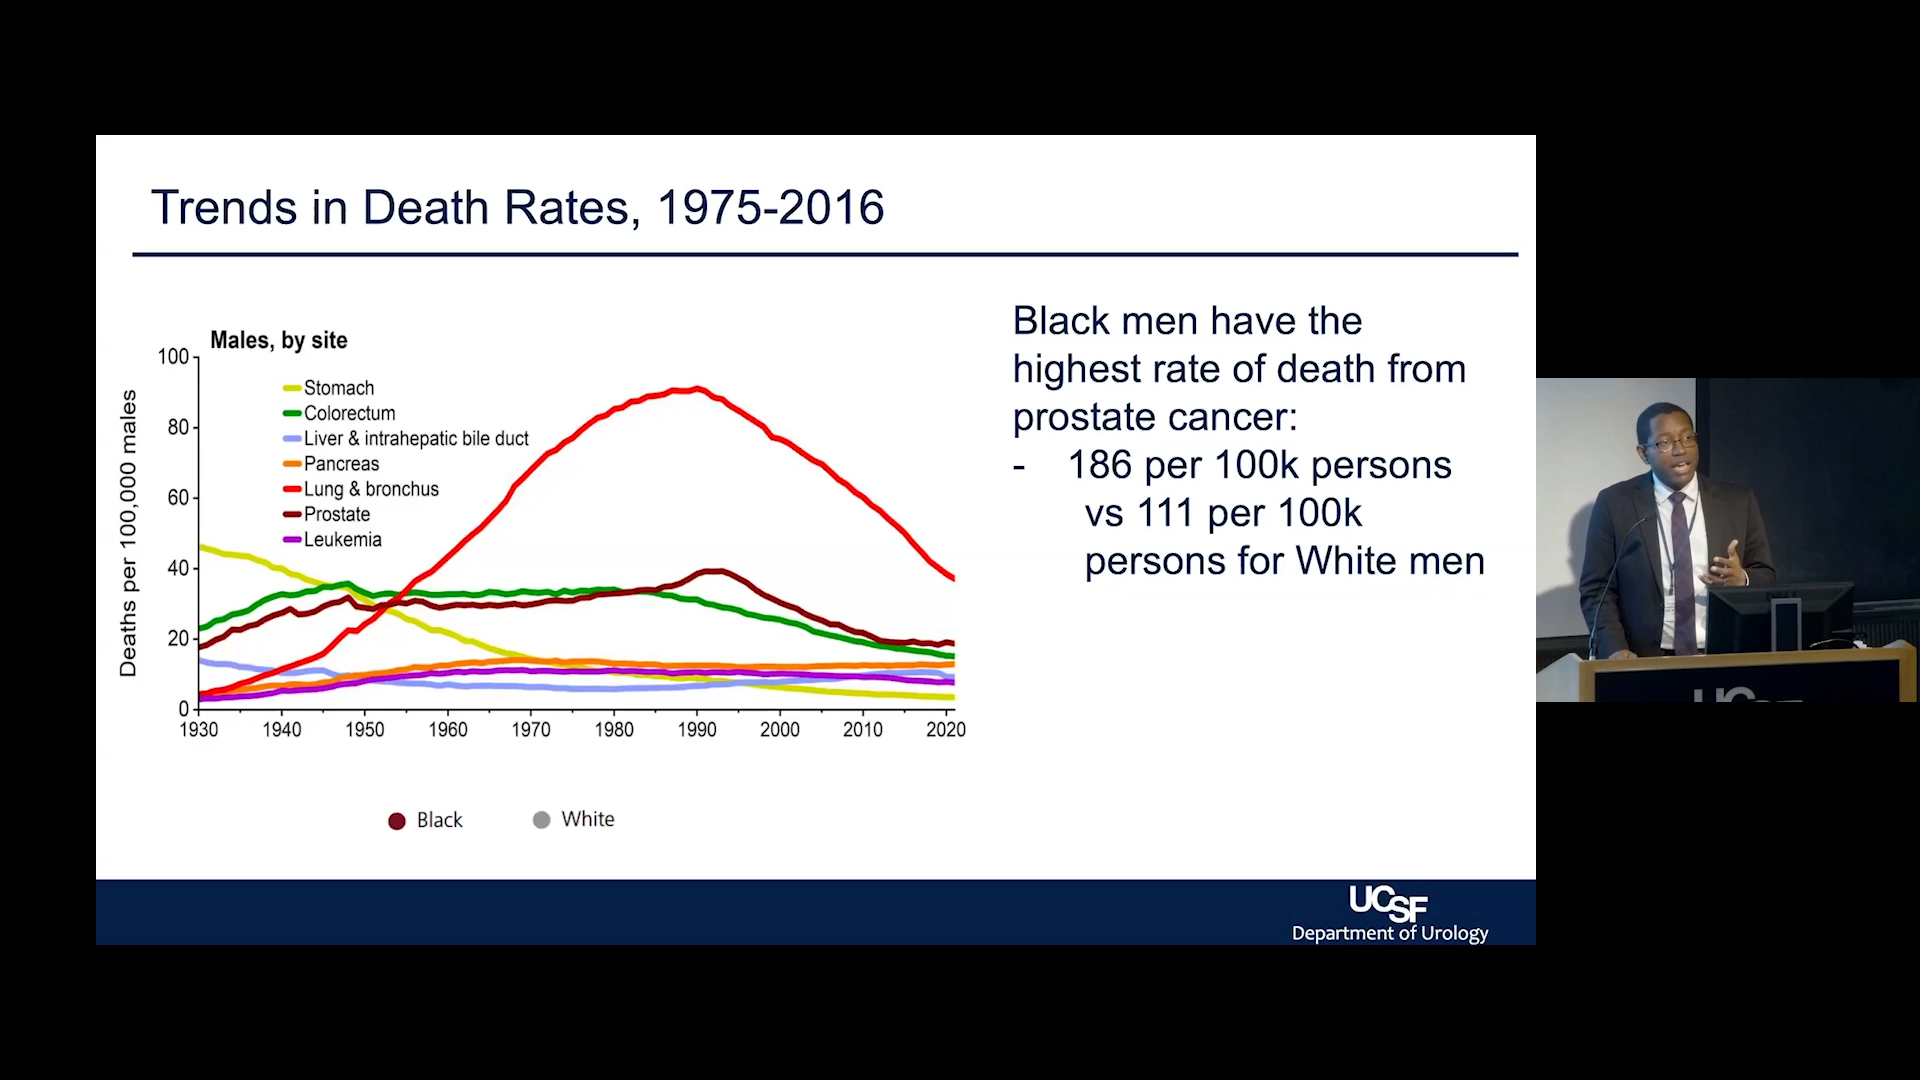 Trends in Death Rates, 1975-2016
Males, by site
Deaths per 100,000 males
100
80
60
40
20
0
Stomach
Colorectum
Liver & intrahepatic bile duct
Pancreas
Lung & bronchus
Prostate
Leukemia
1930 1940 1950 1960 1970 1980 1990 2000 2010 2020
Black White
Black men have the
highest rate of death from
prostate cancer:
- 186 per 100k persons
vs 111 per 100k
persons for White men
UCSF
Department of Urology
UCSF